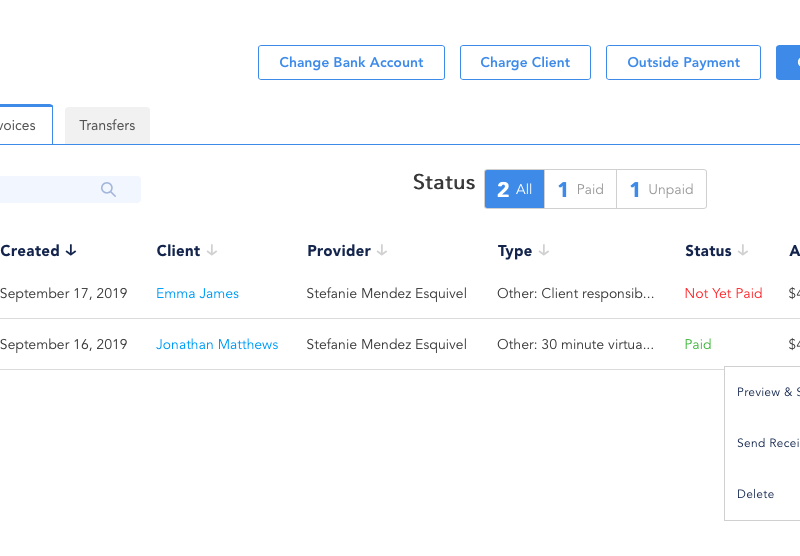 Change Bank Account Charge Client Outside Payment
voices Transfers
Status 2 All 1 Paid 1 Unpaid
Created Client Provider Type Status A
September 17, 2019 Emma James Stefanie Mendez Esquivel Other: Client responsib... Not Yet Paid $4
September 16, 2019 Jonathan Matthews Stefanie Mendez Esquivel Other: 30 minute virtua... Paid $4
Preview & S
Send Recei
Delete